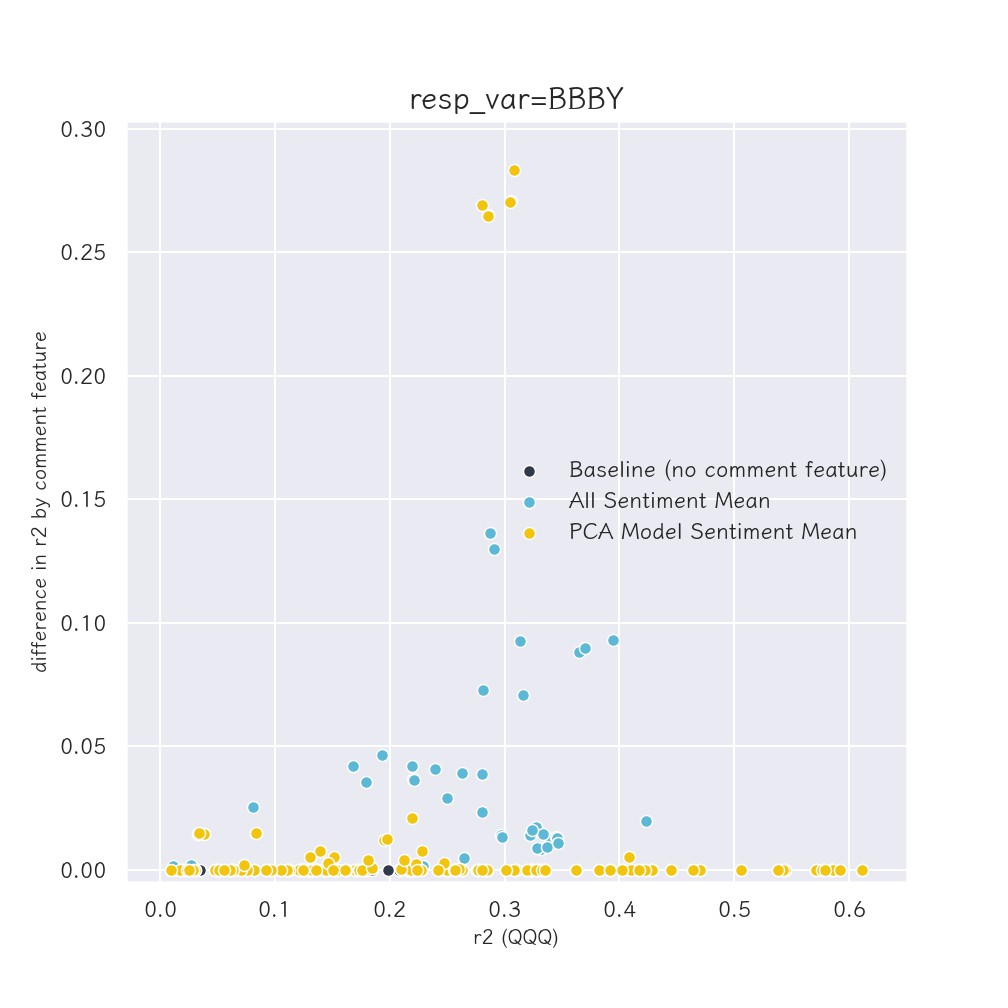 resp_var=BBBY
0.30
0.25
0.20
0.15
0.10
0.05
0.00
difference in r2 by comment feature
Baseline (no comment feature)
All Sentiment Mean
PCA Model Sentiment Mean
0.0 0.1 0.2 0.3 0.4 0.5 0.6
r2 (QQQ)